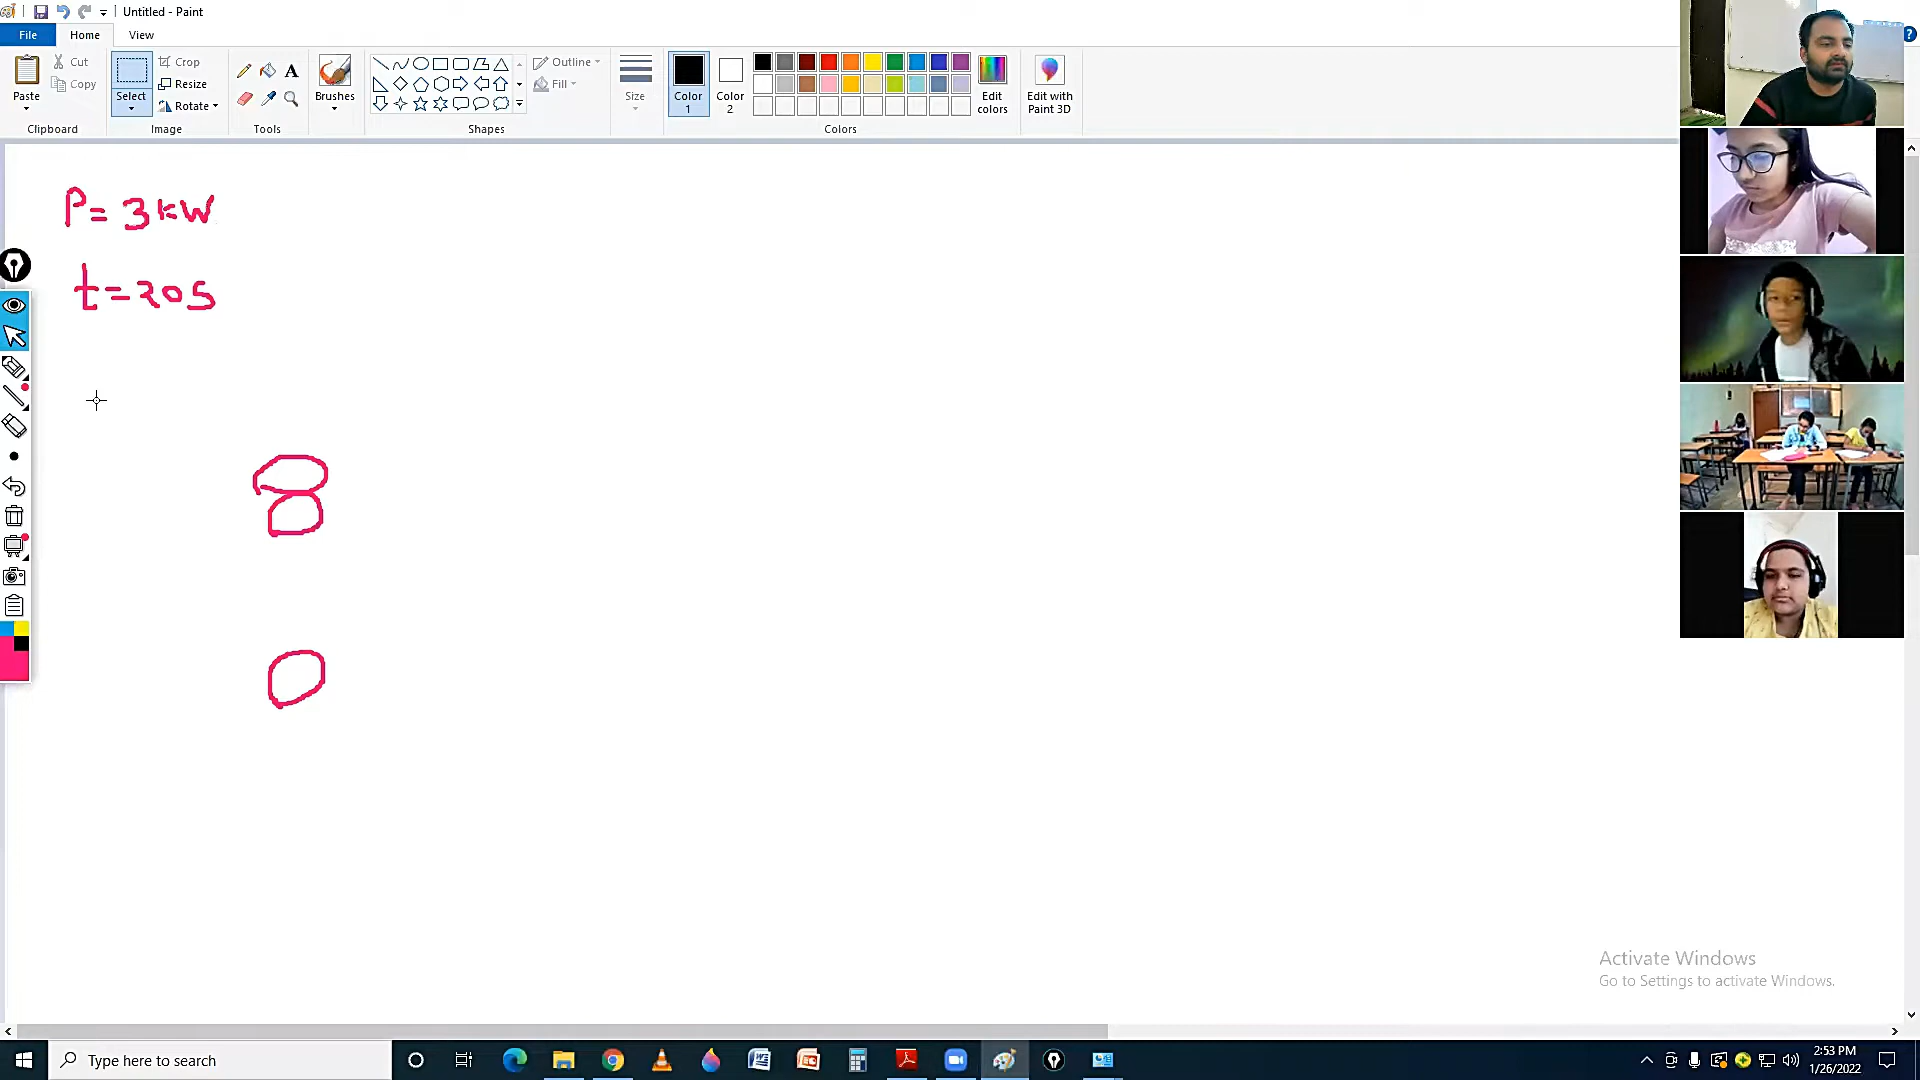 Untitled - Paint
File
Home
View
Paste
Cut
Copy
Clipboard
Select
Crop
Resize
Rotate
Image
Tools
Brushes
Shapes
Outline
Fill
Size
Color 1
Color 2
Edit colors
Colors
Edit with Paint 3D
P = 3 kW
t = 20 s
Activate Windows
Go to Settings to activate Windows.
Type here to search
2:53 PM
1/26/2022